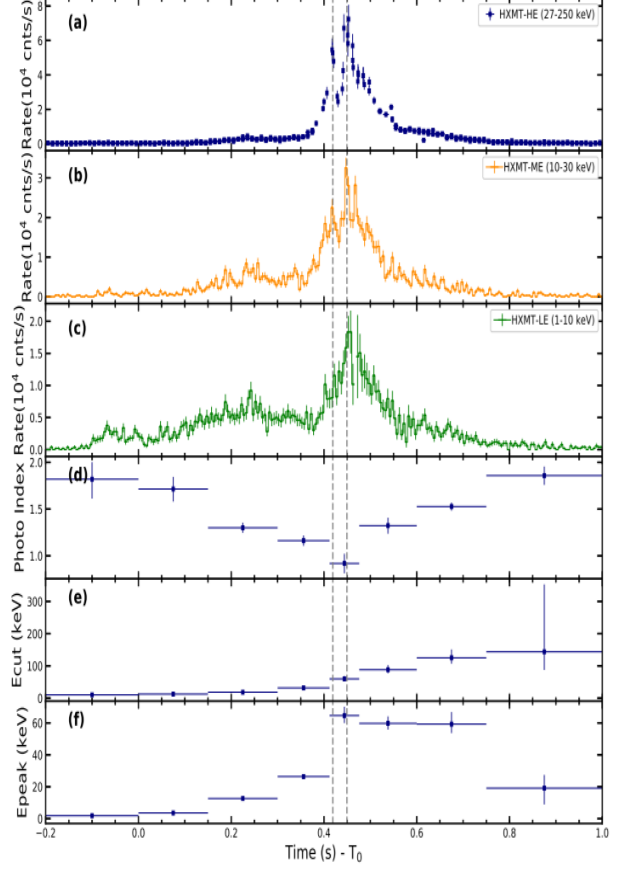 (a)
HXMT-HE (27-250 keV)
Rate(10⁴ cnts/s)
8
6
4
2
0
(b)
HXMT-ME (10-30 keV)
Rate(10⁴ cnts/s)
3
2
1
0
(c)
HXMT-LE (1-10 keV)
Rate(10⁴ cnts/s)
2.0
1.5
1.0
0.5
0.0
(d)
Photo Index
2.0
1.5
1.0
(e)
Ecut (keV)
300
200
100
0
(f)
Epeak (keV)
60
40
20
0
−0.2 0.0 0.2 0.4 0.6 0.8 1.0
Time (s) - T₀